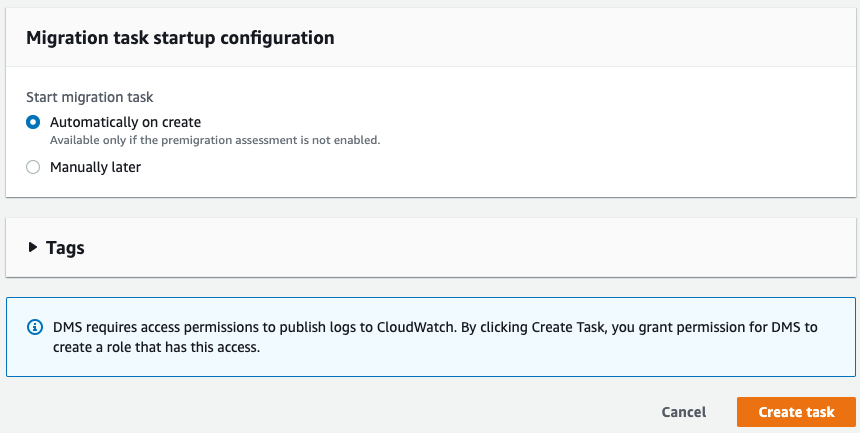 Migration task startup configuration
Start migration task
Automatically on create
Available only if the premigration assessment is not enabled.
Manually later
Tags
DMS requires access permissions to publish logs to CloudWatch. By clicking Create Task, you grant permission for DMS to
create a role that has this access.
Cancel
Create task